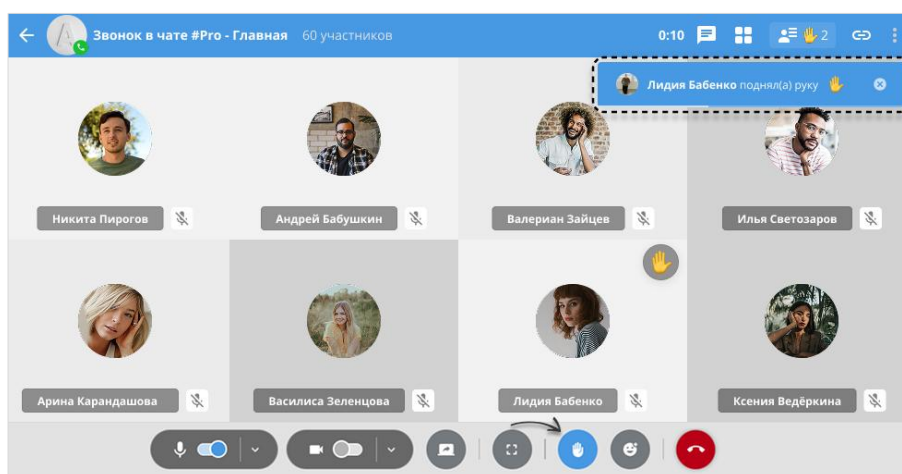 Звонок в чате #Pro - Главная 60 участников 0:10 2
Лидия Бабенко поднял(а) руку
Никита Пирогов
Андрей Бабушкин
Валериан Зайцев
Илья Светозаров
Арина Карандашова
Василиса Зеленцова
Лидия Бабенко
Ксения Ведёркина